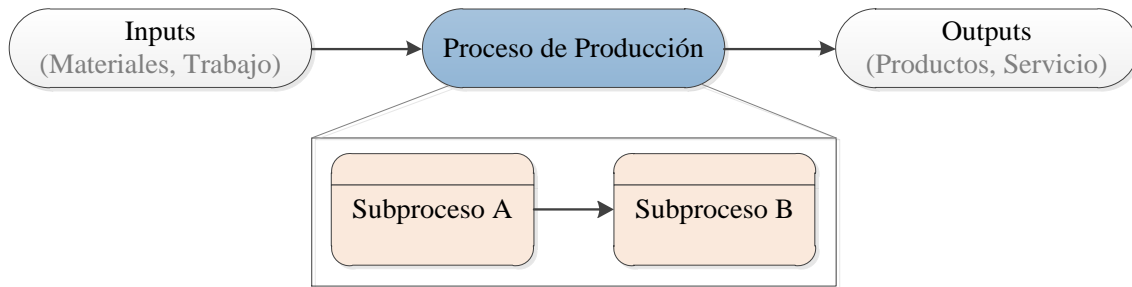 Inputs
(Materiales, Trabajo)
Proceso de Producción
Outputs
(Productos, Servicio)
Subproceso A
Subproceso B